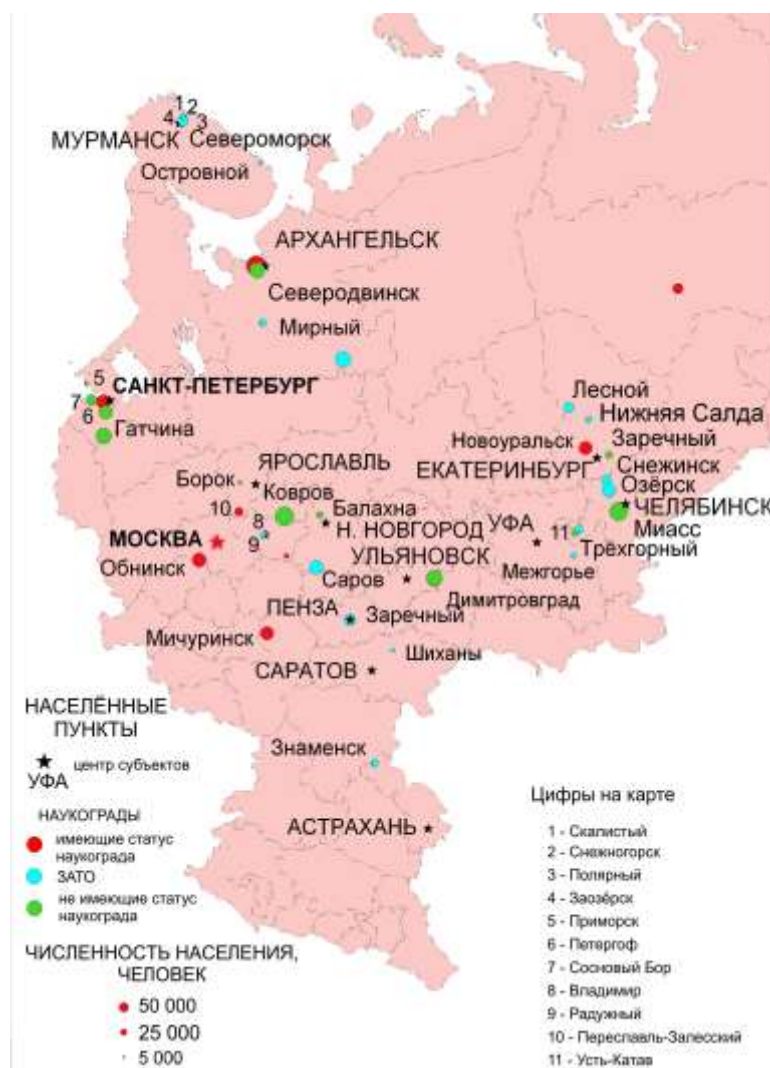 1
2
4
3
МУРМАНСК Североморск
Островной
АРХАНГЕЛЬСК
Северодвинск
Мирный
5
САНКТ-ПЕТЕРБУРГ
7
6
Гатчина
Лесной
Нижняя Салда
Новоуральск
Заречный
ЕКАТЕРИНБУРГ
Снежинск
Озёрск
ЧЕЛЯБИНСК
Миасс
ЯРОСЛАВЛЬ
Борок
Ковров
10
8
Балахна
Н. НОВГОРОД
9
МОСКВА
УФА
11
УЛЬЯНОВСК
Трёхгорный
Обнинск
Саров
Межгорье
Димитровград
ПЕНЗА
Заречный
Мичуринск
Шиханы
САРАТОВ
Знаменск
АСТРАХАНЬ
НАСЕЛЁННЫЕ
ПУНКТЫ
центр субъектов
УФА
НАУКОГРАДЫ
имеющие статус
наукограда
ЗАТО
не имеющие статус
наукограда
ЧИСЛЕННОСТЬ НАСЕЛЕНИЯ,
ЧЕЛОВЕК
50 000
25 000
5 000
Цифры на карте
1 - Скалистый
2 - Снежногорск
3 - Полярный
4 - Заозёрск
5 - Приморск
6 - Петергоф
7 - Сосновый Бор
8 - Владимир
9 - Радужный
10 - Переславль-Залесский
11 - Усть-Катав